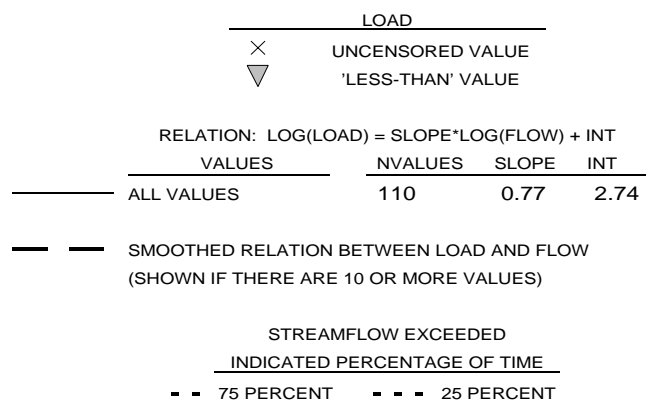 LOAD
UNCENSORED VALUE
'LESS-THAN' VALUE
RELATION: LOG(LOAD) = SLOPE*LOG(FLOW) + INT
VALUES NVALUES SLOPE INT
ALL VALUES 110 0.77 2.74
SMOOTHED RELATION BETWEEN LOAD AND FLOW
(SHOWN IF THERE ARE 10 OR MORE VALUES)
STREAMFLOW EXCEEDED
INDICATED PERCENTAGE OF TIME
75 PERCENT 25 PERCENT